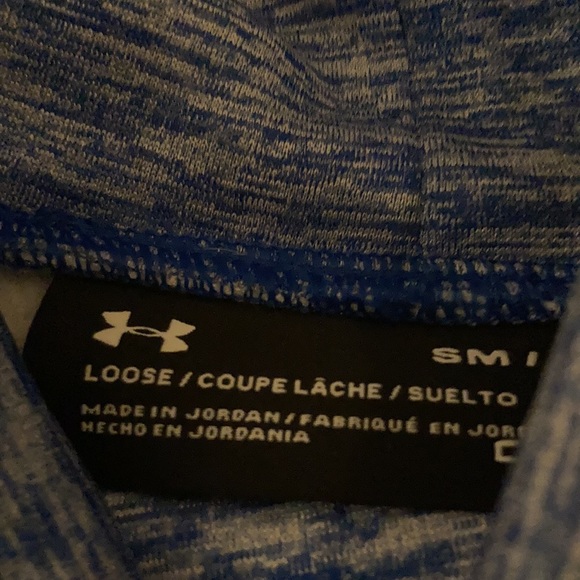 SM
LOOSE / COUPE LÂCHE / SUELTO
MADE IN JORDAN / FABRIQUÉ EN
HECHO EN JORDANIA